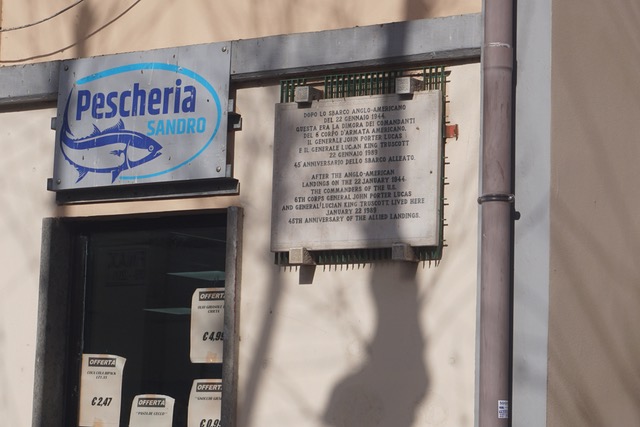 Pescheria
SANDRO
DOPO LO SBARCO ANGLO-AMERICANO
DEL 22 GENNAIO 1944
QUESTA ERA LA DIMORA DEI COMANDANTI
DEL 6 CORPO D'ARMATA AMERICANO.
IL GENERALE JOHN PORTER LUCAS
E IL GENERALE LUCIAN KING TRUSCOTT
22 GENNAIO 1989
45° ANNIVERSARIO DELLO SBARCO ALLEATO.
AFTER THE ANGLO-AMERICAN
LANDINGS ON THE 22 JANUARY 1944
THE COMMANDERS OF THE U.S.
6TH CORPS GENERAL JOHN PORTER LUCAS
AND GENERAL LUCIAN KING TRUSCOTT LIVED HERE
JANUARY 22 1989
45TH ANNIVERSARY OF THE ALLIED LANDINGS.
OFFERTA
€ 4,95
OFFERTA
€ 2,47
OFFERTA
OFFERTA
€ 0,95